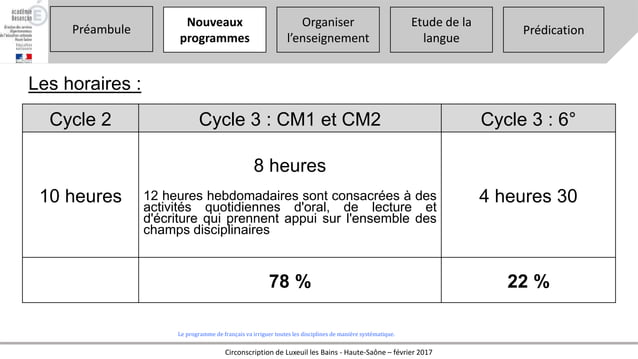 académie
Besançon
direction des services
départementaux
de l'éducation nationale
Haute-Saône
Préambule
Nouveaux
programmes
Organiser
l'enseignement
Etude de la
langue
Prédication
Les horaires :
Cycle 2
Cycle 3 : CM1 et CM2
Cycle 3 : 6°
10 heures
8 heures
12 heures hebdomadaires sont consacrées à des
activités quotidiennes d'oral, de lecture et
d'écriture qui prennent appui sur l'ensemble des
champs disciplinaires
4 heures 30
78 %
22 %
Le programme de français va irriguer toutes les disciplines de manière systématique.
Circonscription de Luxeuil les Bains - Haute-Saône – février 2017